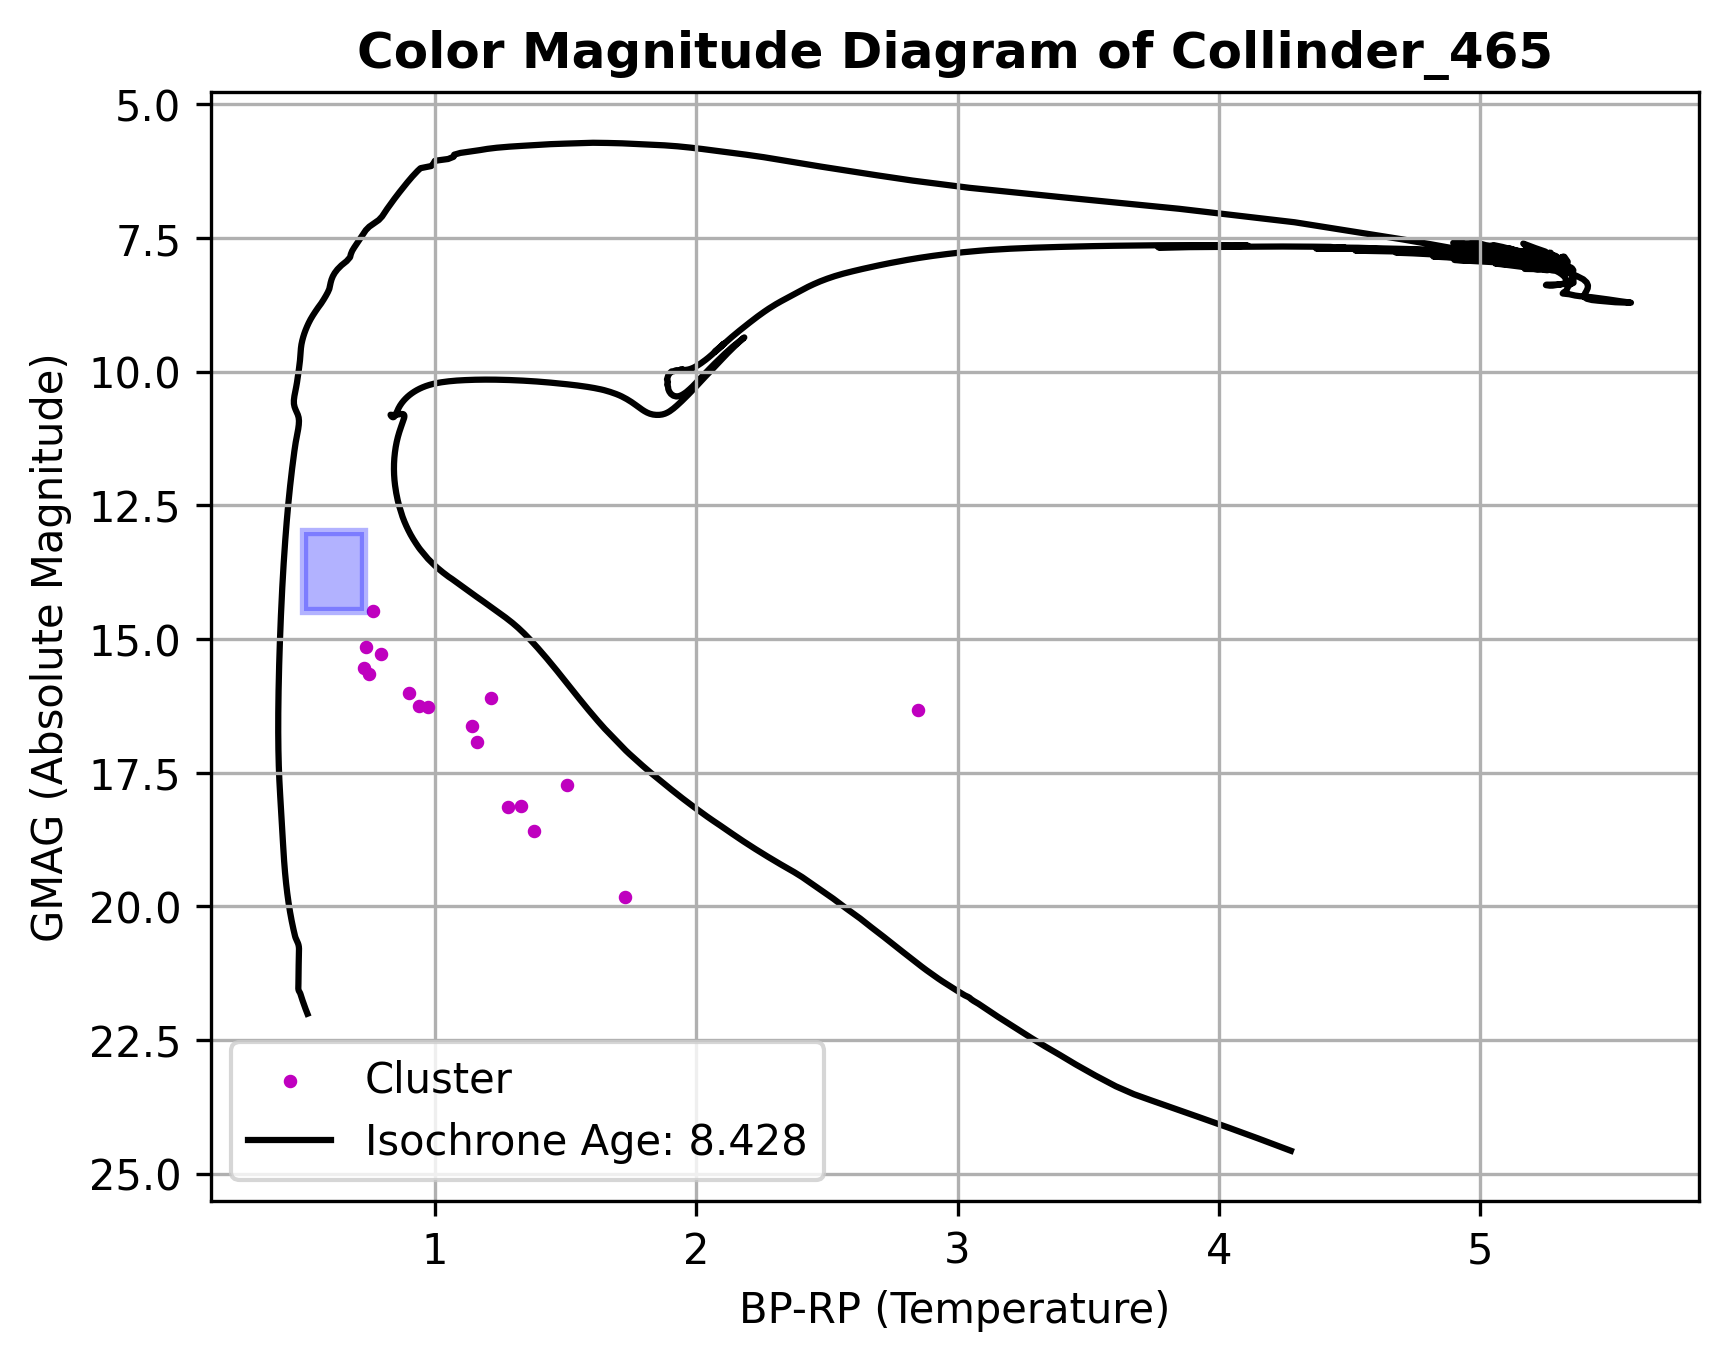 Color Magnitude Diagram of Collinder_465
GMAG (Absolute Magnitude)
5.0
7.5
10.0
12.5
15.0
17.5
20.0
22.5
25.0
Cluster
Isochrone Age: 8.428
1 2 3 4 5
BP-RP (Temperature)